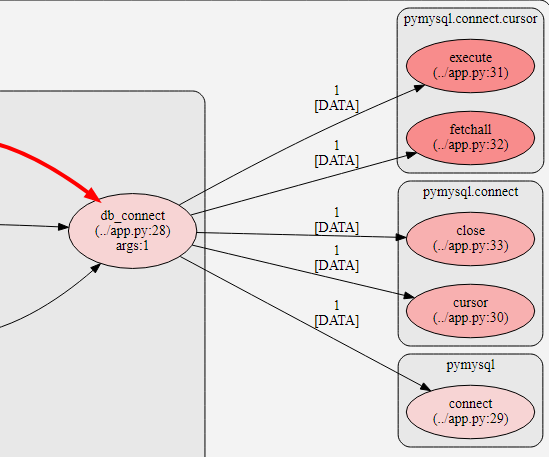 pymysql.connect.cursor
execute
(../app.py:31)
1
[DATA]
fetchall
(../app.py:32)
1
[DATA]
pymysql.connect
db_connect
(../app.py:28)
args:1
1
[DATA]
close
(../app.py:33)
1
[DATA]
cursor
(../app.py:30)
1
[DATA]
pymysql
connect
(../app.py:29)